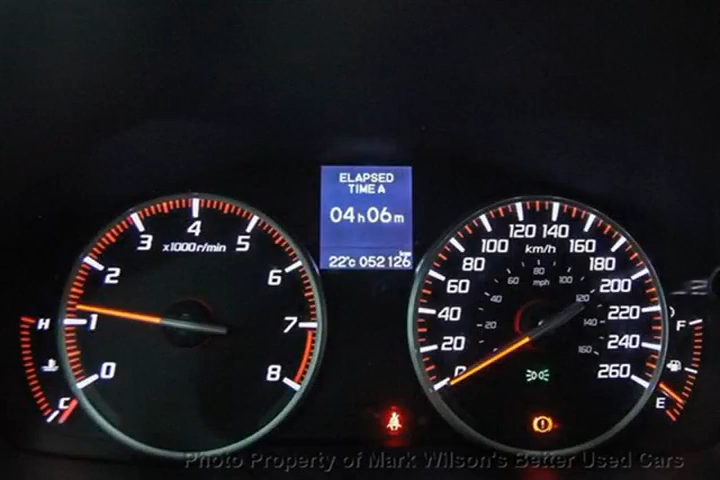 ELAPSED
TIME A
04h06m
km
22°c 052126
0
1
2
3
4
5
6
7
8
x1000r/min
H
C
0
20
40
60
80
100
120
140
160
180
200
220
240
260
km/h
20
40
60
80
100
120
140
160
mph
F
E
Photo Property of Mark Wilson's Better Used Cars